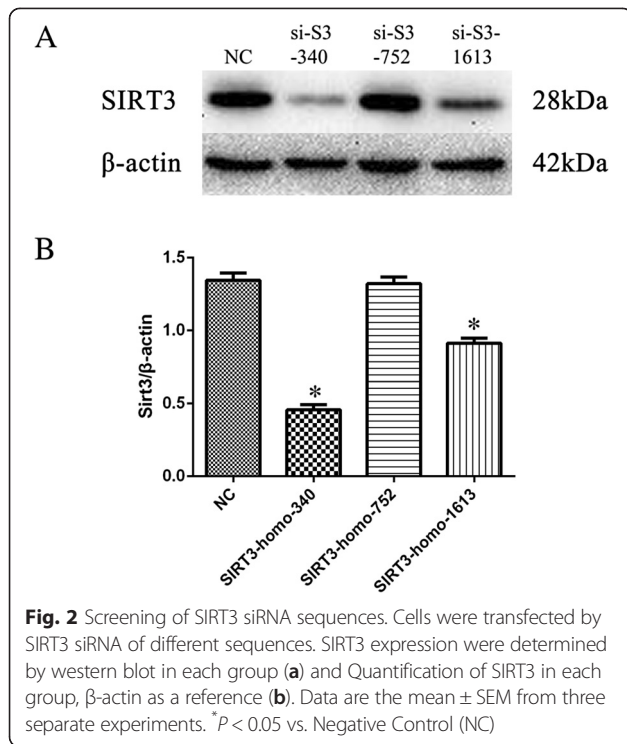 A
NC
si-S3
-340
si-S3
-752
si-S3-
1613
SIRT3
28kDa
β-actin
42kDa
B
Sirt3/β-actin
1.5
1.0
0.5
0.0
NC
SIRT3-homo-340
SIRT3-homo-752
SIRT3-homo-1613
*
*
Fig. 2 Screening of SIRT3 siRNA sequences. Cells were transfected by
SIRT3 siRNA of different sequences. SIRT3 expression were determined
by western blot in each group (a) and Quantification of SIRT3 in each
group, β-actin as a reference (b). Data are the mean ± SEM from three
separate experiments. *P < 0.05 vs. Negative Control (NC)